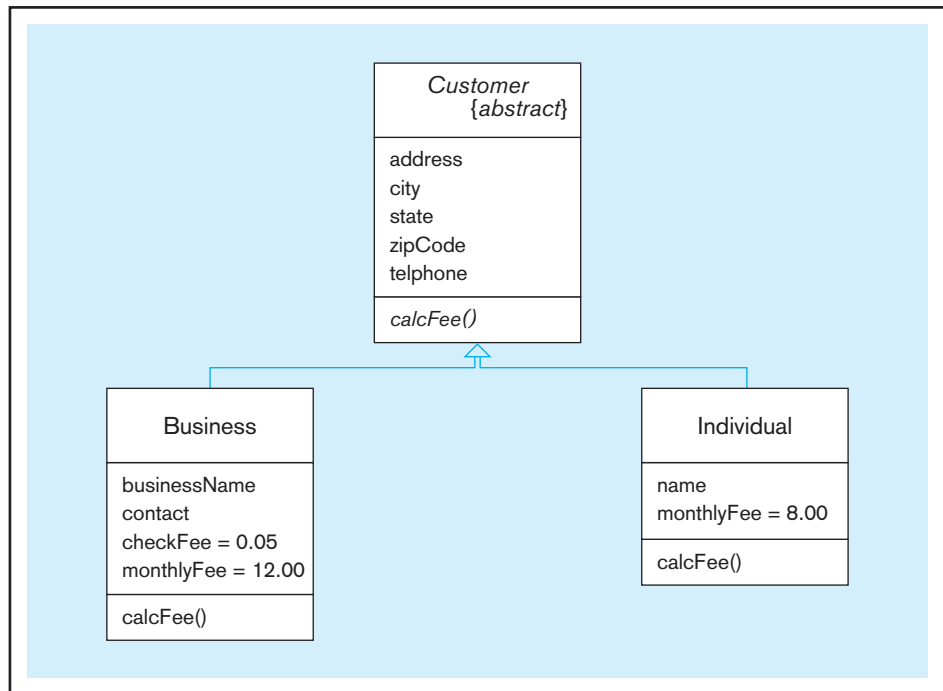 Customer
{abstract}
address
city
state
zipCode
telphone
calcFee()
Business
businessName
contact
checkFee = 0.05
monthlyFee = 12.00
calcFee()
Individual
name
monthlyFee = 8.00
calcFee()